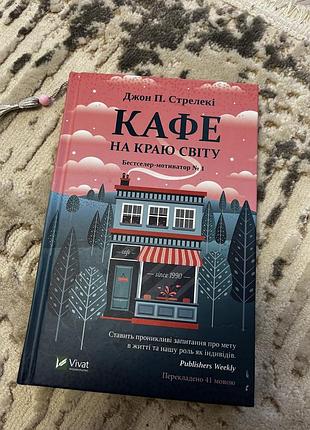 Джон П. Стрелекі
КАФЕ
НА КРАЮ СВІТУ
Бестселер-мотиватор № 1
cafe
since 1990
Ставить проникливі запитання про мету
в житті та нашу роль як індивідів.
Publishers Weekly
Перекладено 41 мовою
Vivat